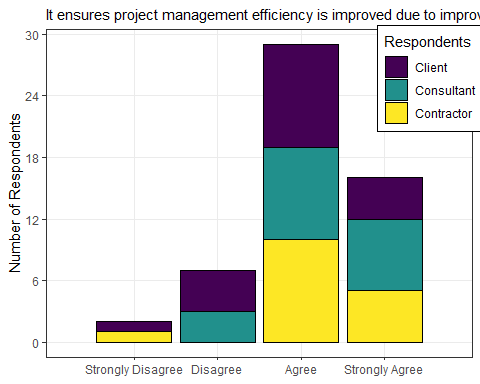 It ensures project management efficiency is improved due to
Respondents
Client
Consultant
Contractor
Number of Respondents
30
24
18
12
6
0
Strongly Disagree
Disagree
Agree
Strongly Agree